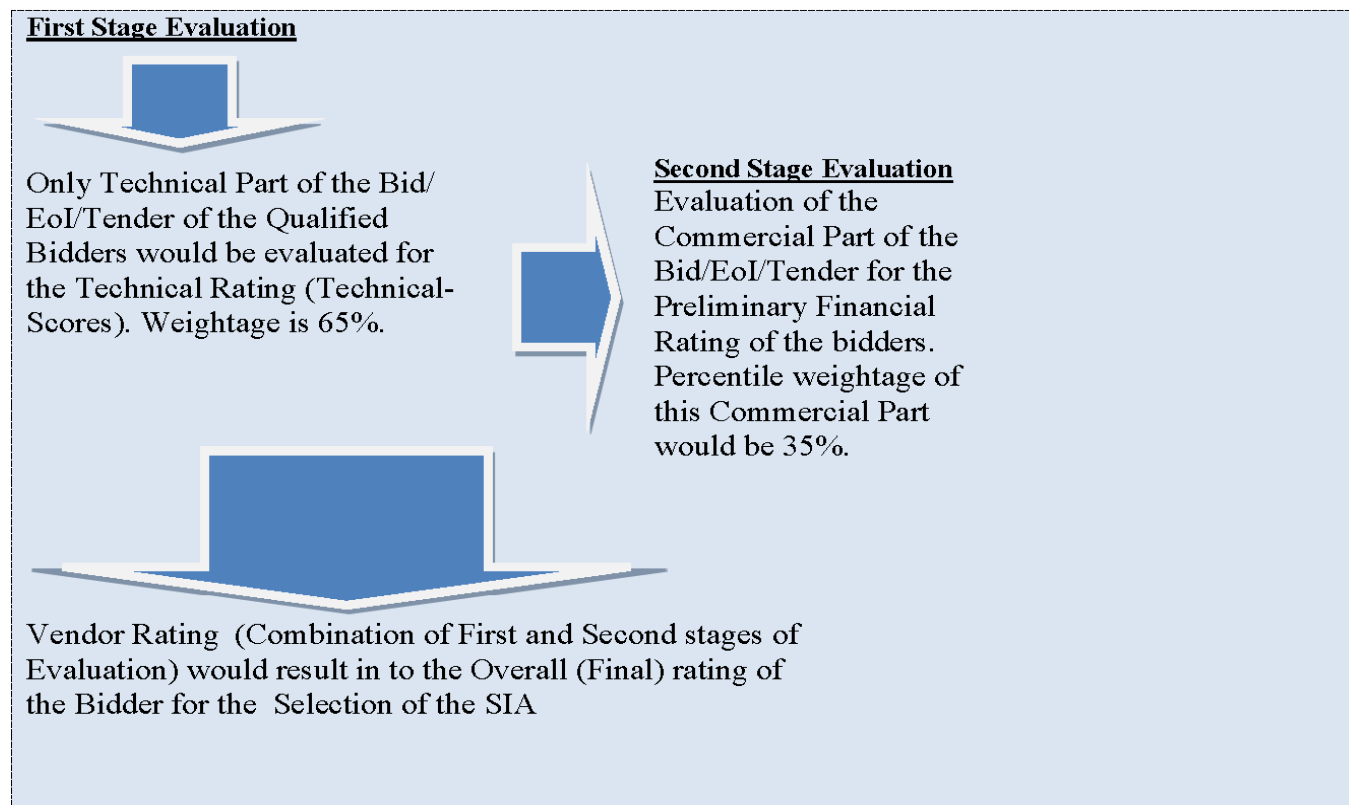 First Stage Evaluation
Only Technical Part of the Bid/
EoI/Tender of the Qualified
Bidders would be evaluated for
the Technical Rating (Technical-
Scores). Weightage is 65%.
Second Stage Evaluation
Evaluation of the
Commercial Part of the
Bid/EoI/Tender for the
Preliminary Financial
Rating of the bidders.
Percentile weightage of
this Commercial Part
would be 35%.
Vendor Rating (Combination of First and Second stages of
Evaluation) would result in to the Overall (Final) rating of
the Bidder for the Selection of the SIA